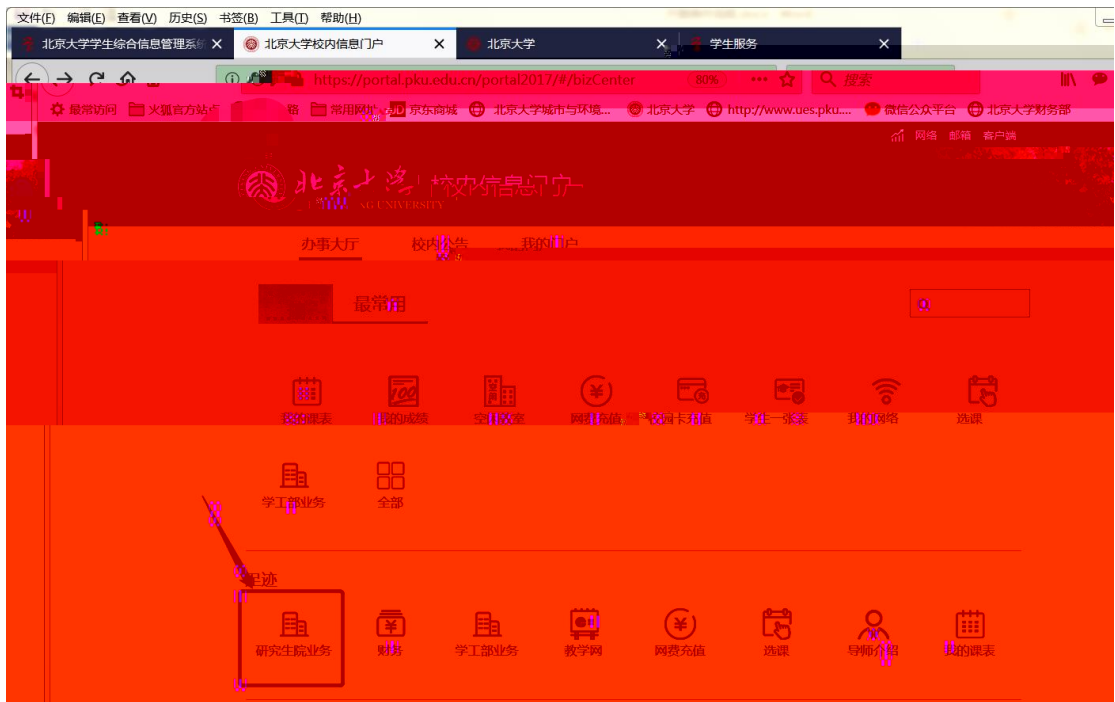 文件(F) 编辑(E) 查看(V) 历史(S) 书签(B) 工具(T) 帮助(H)
北京大学学生综合信息管理系统 北京大学校内信息门户 北京大学 学生服务
https://portal.pku.edu.cn/portal2017/#/bizCenter 80% 搜索
最常访问 火狐官方站点 常用网址 JD 京东商城 北京大学城市与环境... 北京大学 http://www.ues.pku.... 微信公众平台 北京大学财务部
网络 邮箱 客户端
北京大学 校内信息门户
NG UNIVERSITY
办事大厅 校内公告 我的门户
最常用
我的课表 我的成绩 空闲教室 网费充值 校园卡充值 学生一张表 我的网络 选课
学工部业务 全部
足迹
研究生院业务 财务 学工部业务 教学网 网费充值 选课 导师介绍 我的课表